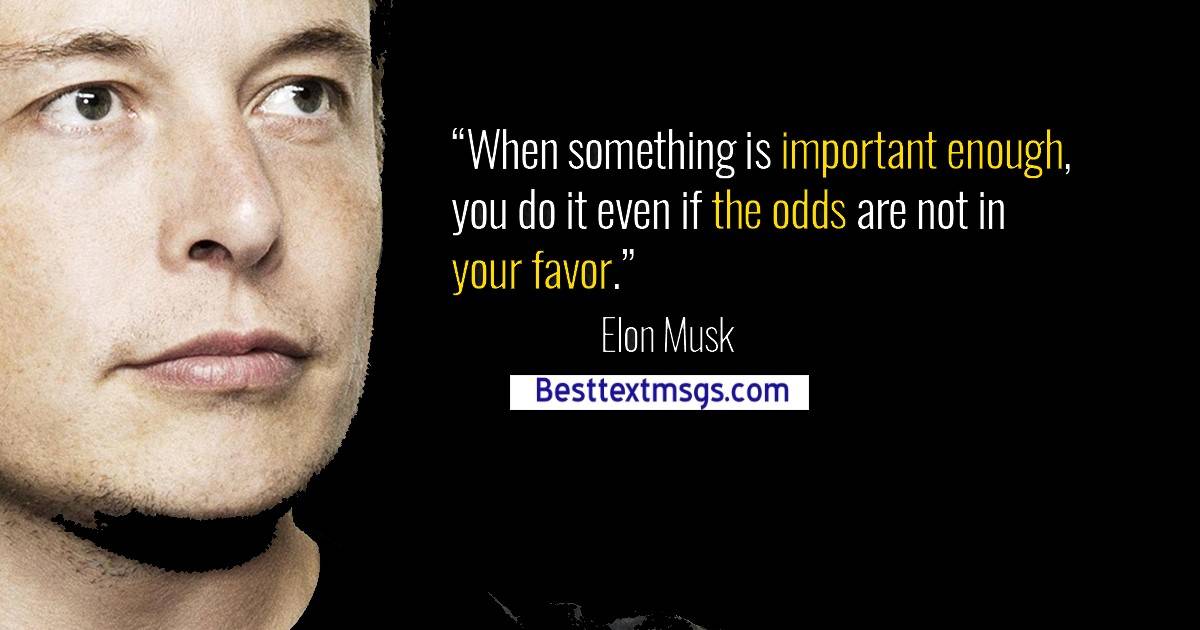 “When something is important enough,
you do it even if the odds are not in
your favor.”
Elon Musk
Besttextmsgs.com